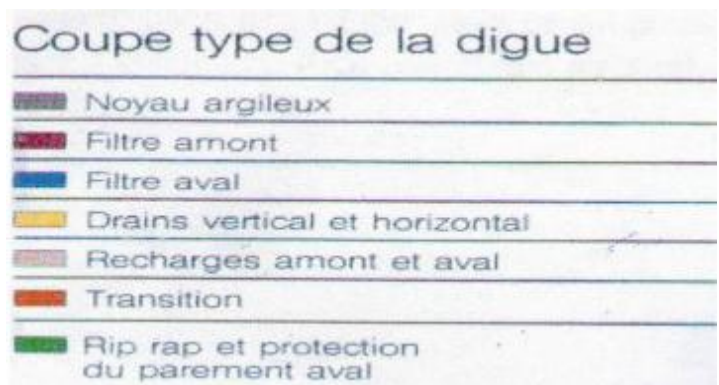 Coupe type de la digue
Noyau argileux
Filtre amont
Filtre aval
Drains vertical et horizontal
Recharges amont et aval
Transition
Rip rap et protection
du parement aval